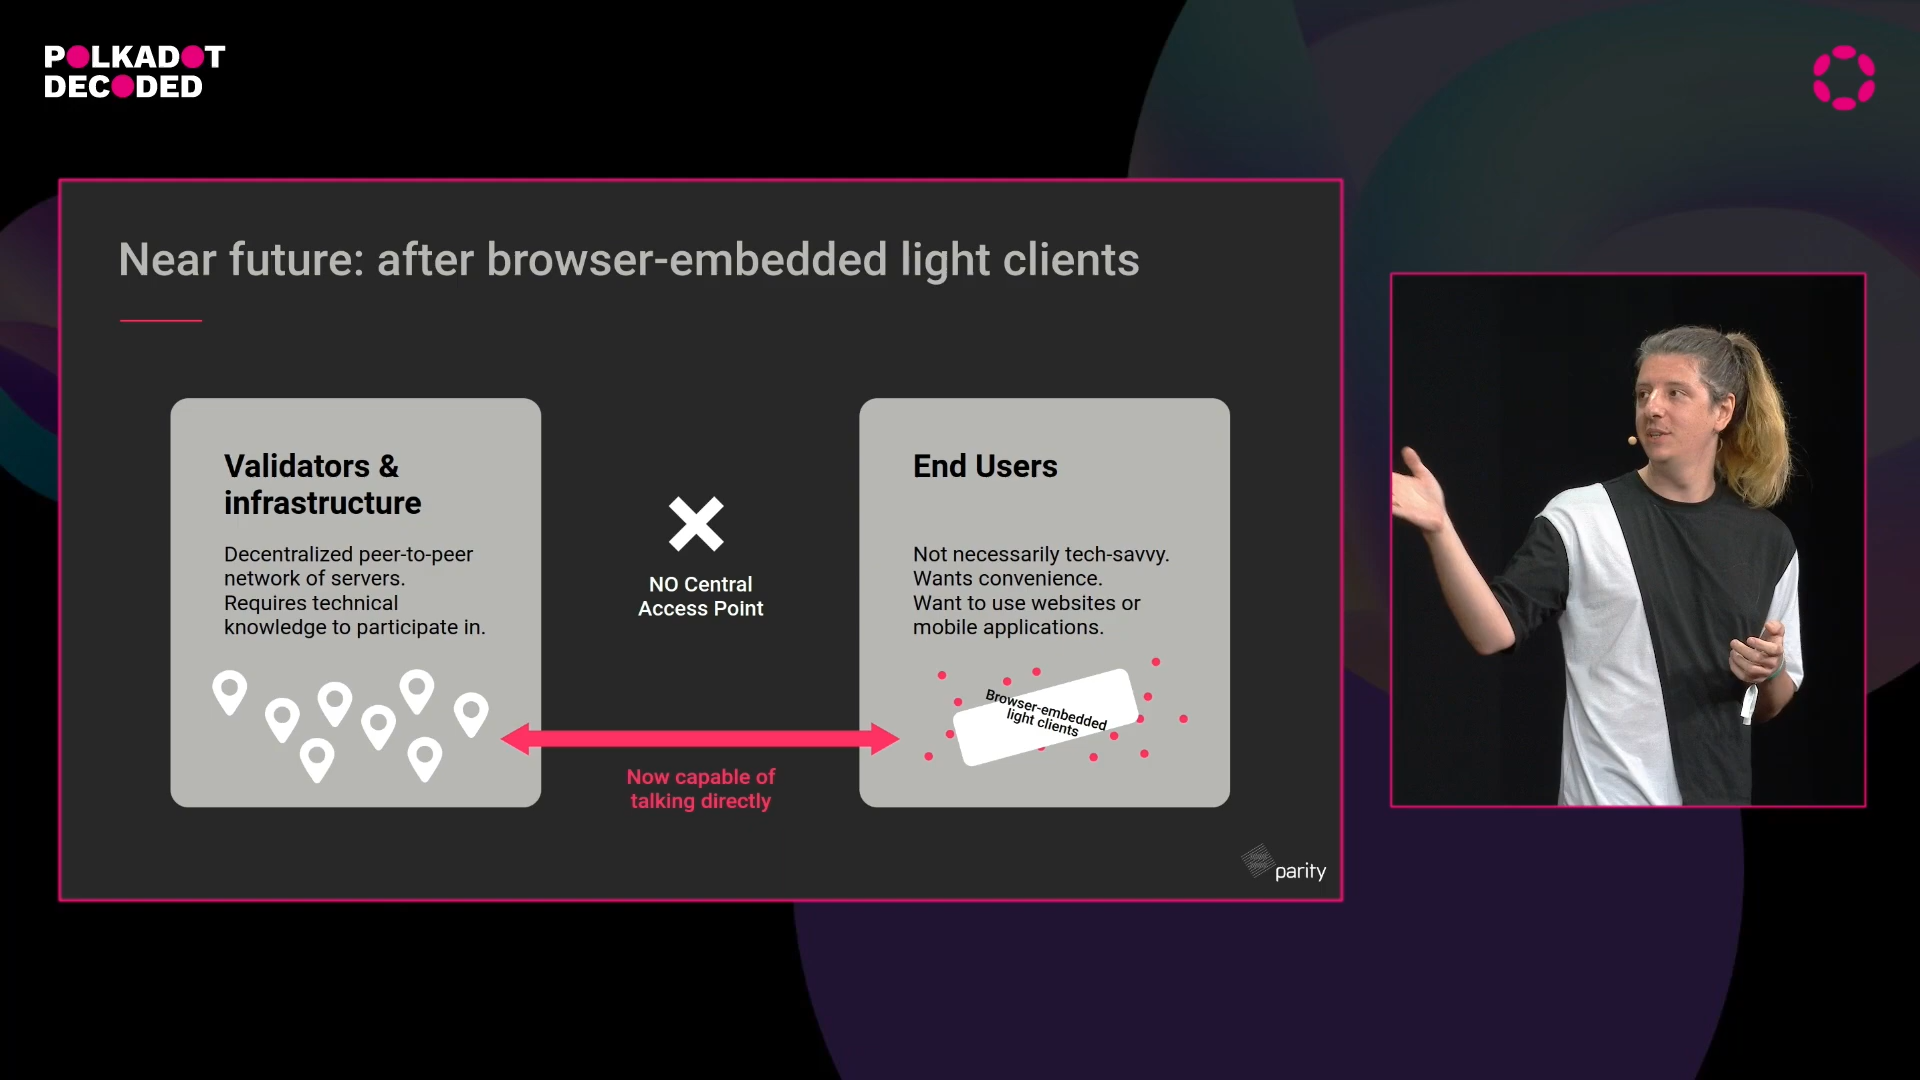 POLKADOT
DECODED
Near future: after browser-embedded light clients
Validators &
infrastructure
Decentralized peer-to-peer
network of servers.
Requires technical
knowledge to participate in.
NO Central
Access Point
End Users
Not necessarily tech-savvy.
Wants convenience.
Want to use websites or
mobile applications.
Browser-embedded
light clients
Now capable of
talking directly
parity